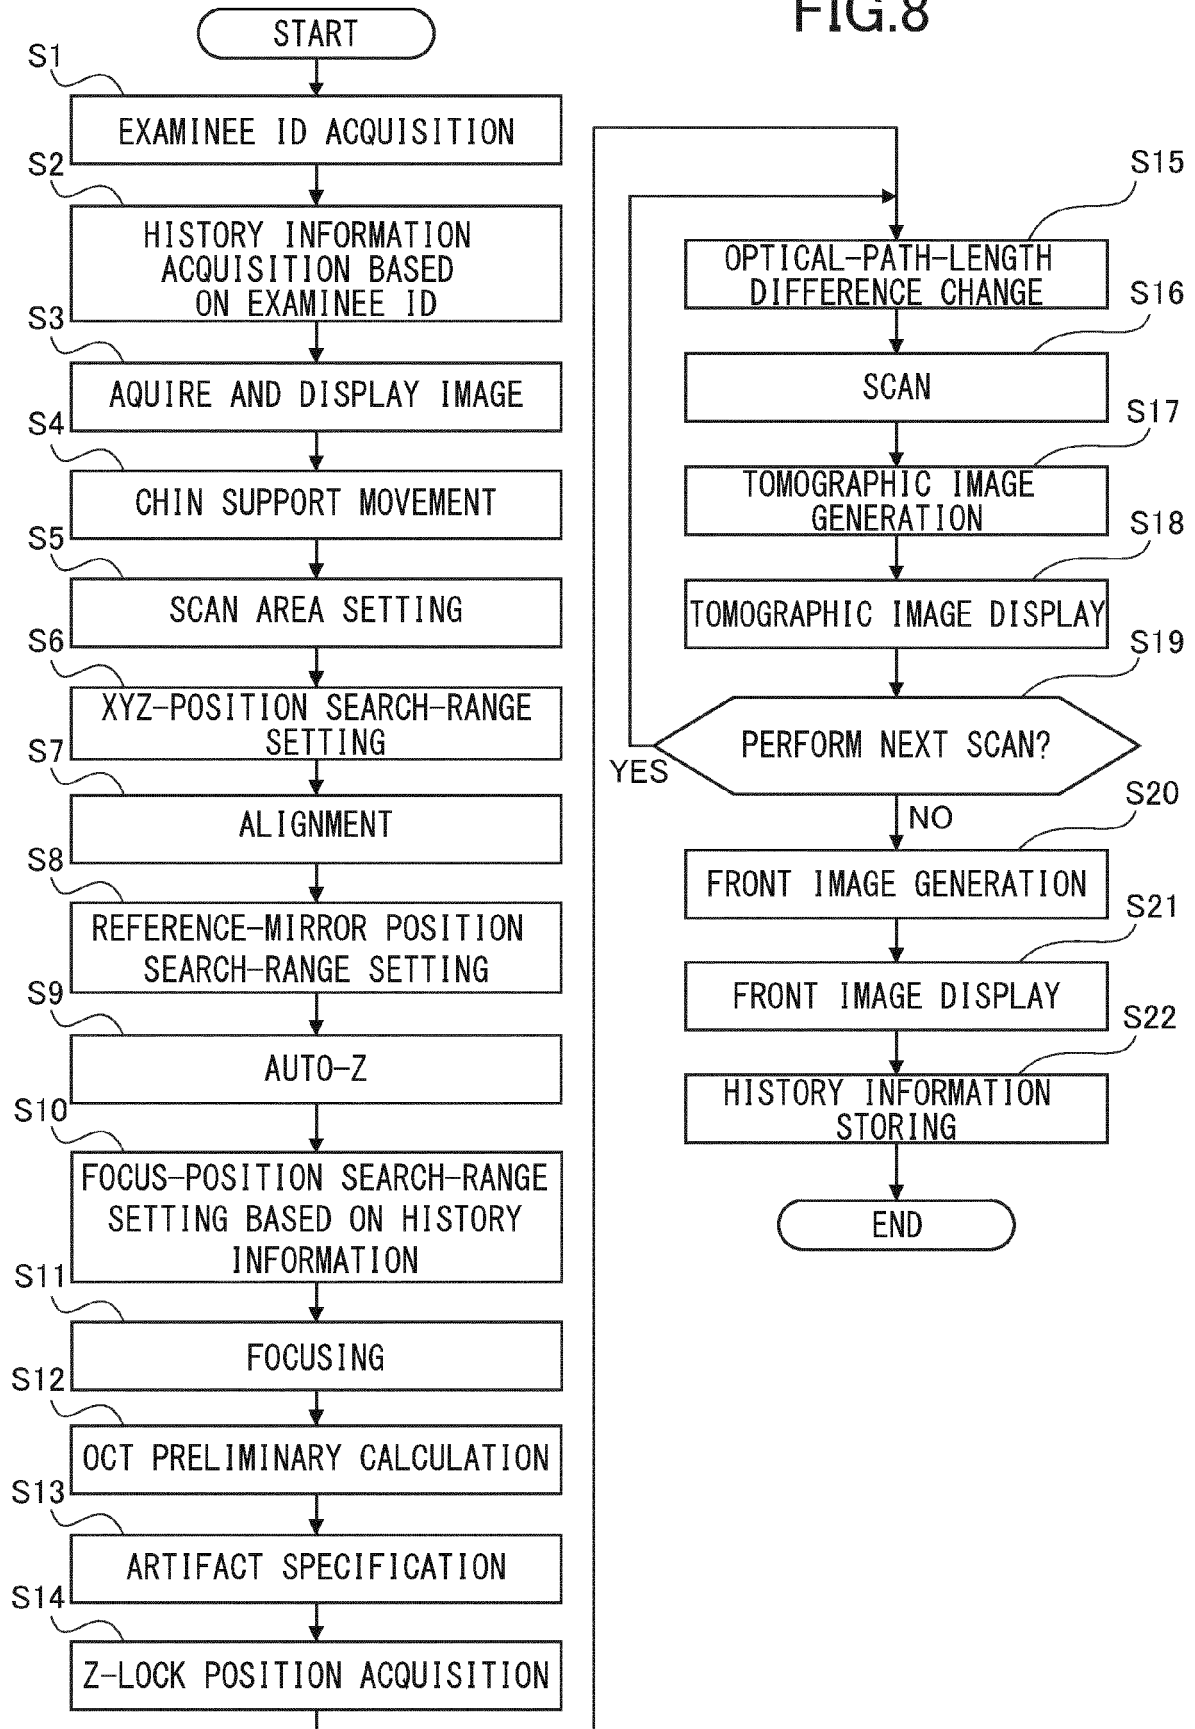 FIG.8
START
S1
EXAMINEE ID ACQUISITION
S2
HISTORY INFORMATION
ACQUISITION BASED
ON EXAMINEE ID
S3
AQUIRE AND DISPLAY IMAGE
S4
CHIN SUPPORT MOVEMENT
S5
SCAN AREA SETTING
S6
XYZ-POSITION SEARCH-RANGE
SETTING
S7
ALIGNMENT
S8
REFERENCE-MIRROR POSITION
SEARCH-RANGE SETTING
S9
AUTO-Z
S10
FOCUS-POSITION SEARCH-RANGE
SETTING BASED ON HISTORY
INFORMATION
S11
FOCUSING
S12
OCT PRELIMINARY CALCULATION
S13
ARTIFACT SPECIFICATION
S14
Z-LOCK POSITION ACQUISITION
S15
OPTICAL-PATH-LENGTH
DIFFERENCE CHANGE
S16
SCAN
S17
TOMOGRAPHIC IMAGE
GENERATION
S18
TOMOGRAPHIC IMAGE DISPLAY
S19
PERFORM NEXT SCAN?
YES
NO
S20
FRONT IMAGE GENERATION
S21
FRONT IMAGE DISPLAY
S22
HISTORY INFORMATION
STORING
END